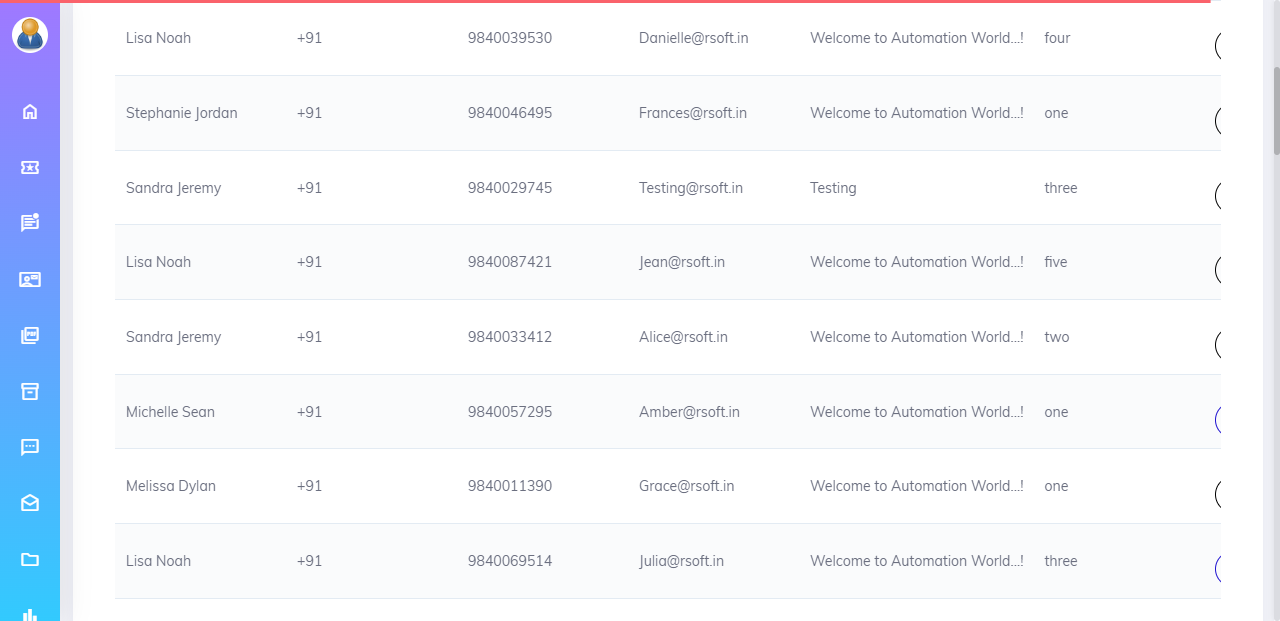 Lisa Noah +91 9840039530 Danielle@rsoft.in Welcome to Automation World...! four
Stephanie Jordan +91 9840046495 Frances@rsoft.in Welcome to Automation World...! one
Sandra Jeremy +91 9840029745 Testing@rsoft.in Testing three
Lisa Noah +91 9840087421 Jean@rsoft.in Welcome to Automation World...! five
Sandra Jeremy +91 9840033412 Alice@rsoft.in Welcome to Automation World...! two
Michelle Sean +91 9840057295 Amber@rsoft.in Welcome to Automation World...! one
Melissa Dylan +91 9840011390 Grace@rsoft.in Welcome to Automation World...! one
Lisa Noah +91 9840069514 Julia@rsoft.in Welcome to Automation World...! three